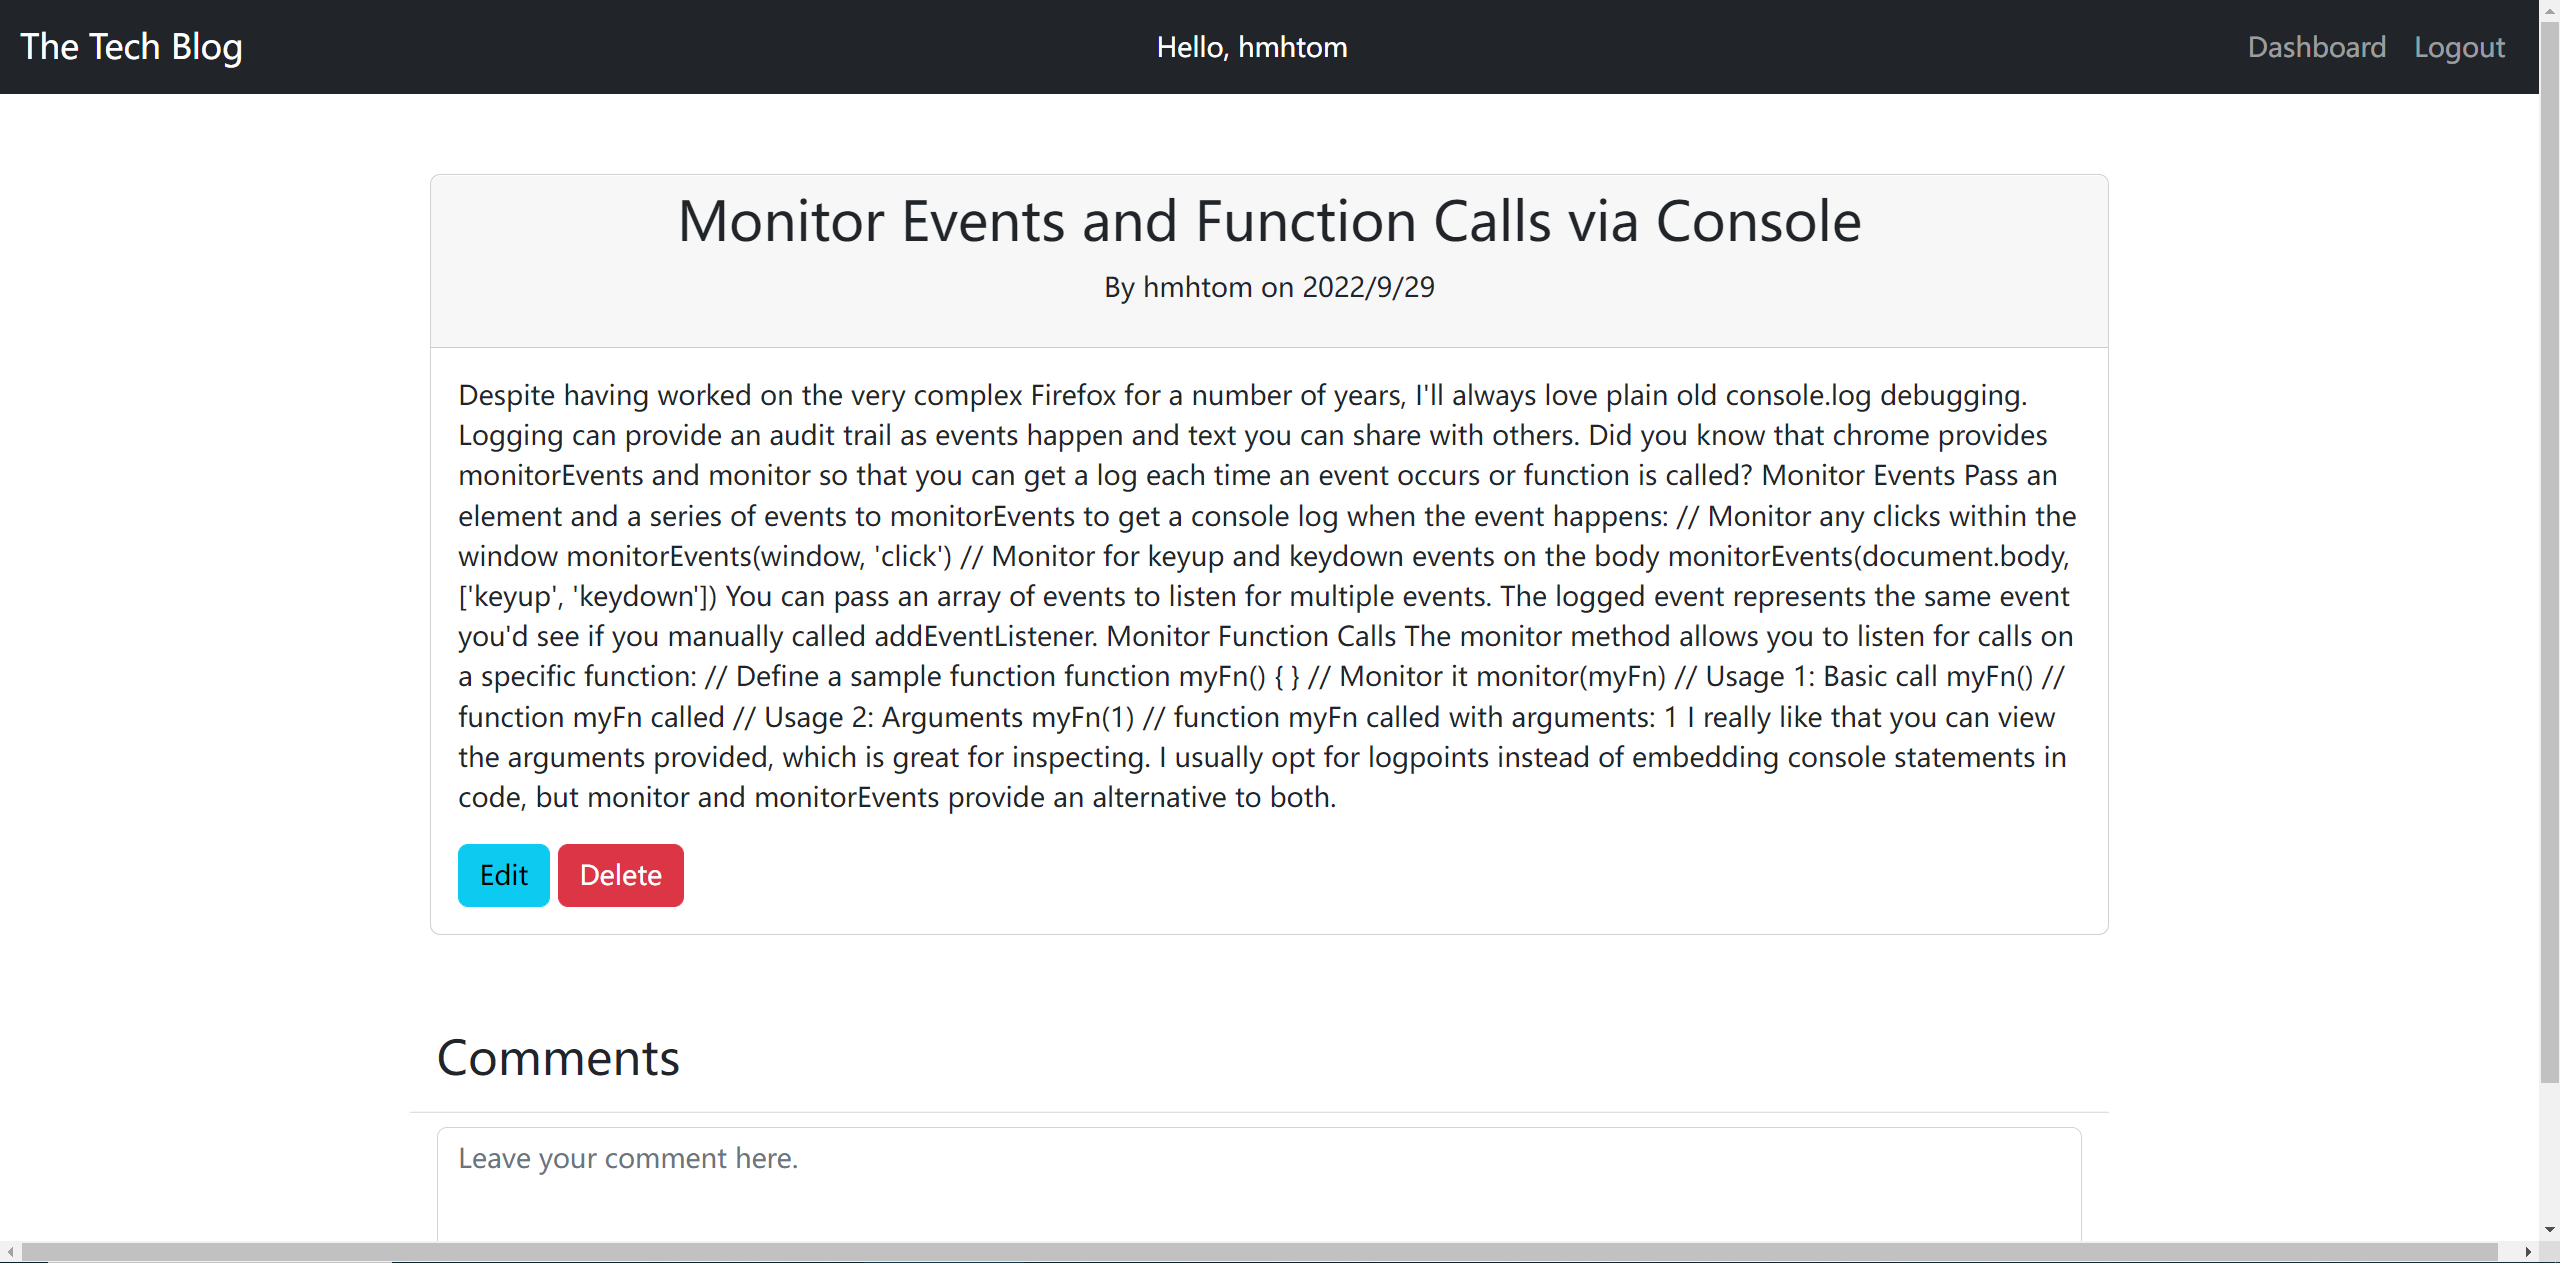 The Tech Blog
Hello, hmhtom
Dashboard
Logout
Monitor Events and Function Calls via Console
By hmhtom on 2022/9/29
Despite having worked on the very complex Firefox for a number of years, I'll always love plain old console.log debugging.
Logging can provide an audit trail as events happen and text you can share with others. Did you know that chrome provides
monitorEvents and monitor so that you can get a log each time an event occurs or function is called? Monitor Events Pass an
element and a series of events to monitorEvents to get a console log when the event happens: // Monitor any clicks within the
window monitorEvents(window, 'click') // Monitor for keyup and keydown events on the body monitorEvents(document.body,
['keyup', 'keydown']) You can pass an array of events to listen for multiple events. The logged event represents the same event
you'd see if you manually called addEventListener. Monitor Function Calls The monitor method allows you to listen for calls on
a specific function: // Define a sample function function myFn() { } // Monitor it monitor(myFn) // Usage 1: Basic call myFn() //
function myFn called // Usage 2: Arguments myFn(1) // function myFn called with arguments: 1 I really like that you can view
the arguments provided, which is great for inspecting. I usually opt for logpoints instead of embedding console statements in
code, but monitor and monitorEvents provide an alternative to both.
Edit
Delete
Comments
Leave your comment here.